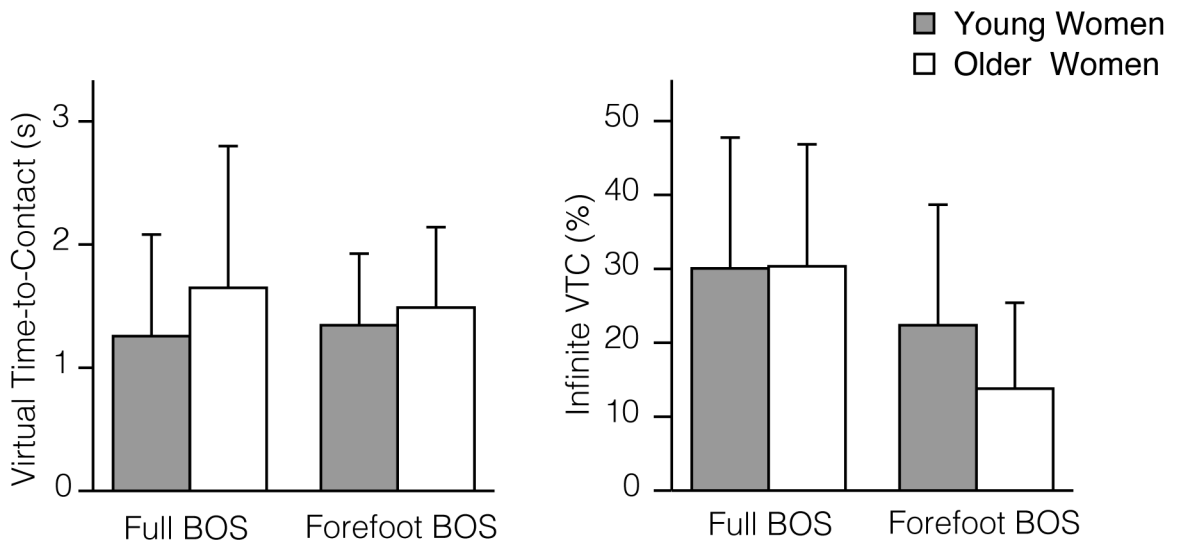 Young Women
Older Women
Virtual Time-to-Contact (s)
3
2
1
0
Full BOS
Forefoot BOS
Infinite VTC (%)
50
40
30
20
10
0
Full BOS
Forefoot BOS